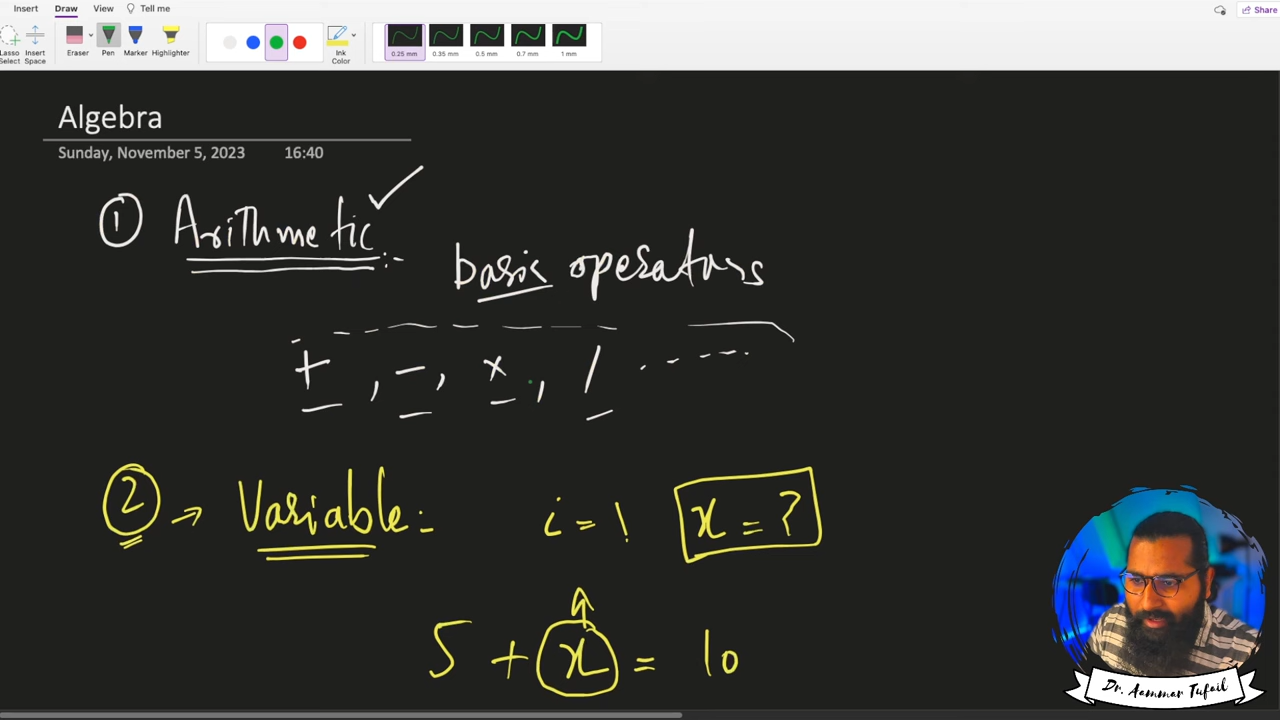 Insert Draw View Tell me Share
Lasso Select Insert Space Eraser Pen Marker Highlighter Ink Color 0.25 mm 0.35 mm 0.5 mm 0.7 mm 1 mm
Algebra
Sunday, November 5, 2023 16:40
① Arithmetic :-
basic operators
+ , - , × , /
② → Variable :- i = 1 x = ?
5 + x = 10
Dr. Aammar Tufail